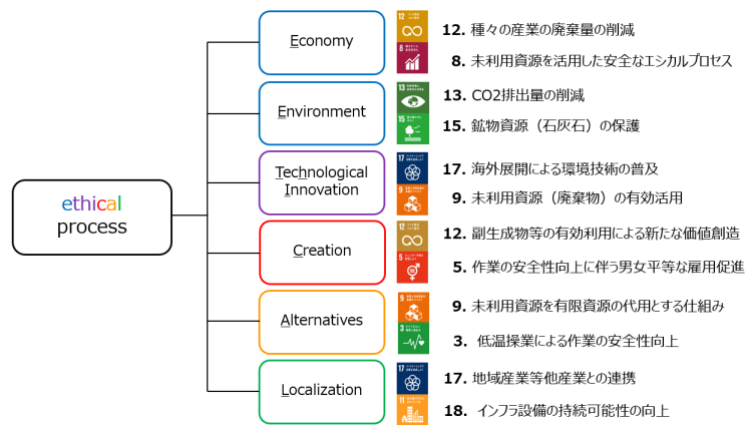 ethical
process
Economy
12. 種々の産業の廃棄量の削減
8. 未利用資源を活用した安全なエシカルプロセス
Environment
13. CO2排出量の削減
15. 鉱物資源（石灰石）の保護
Technological
Innovation
17. 海外展開による環境技術の普及
9. 未利用資源（廃棄物）の有効活用
Creation
12. 副生成物等の有効利用による新たな価値創造
5. 作業の安全性向上に伴う男女平等な雇用促進
Alternatives
9. 未利用資源を有限資源の代用とする仕組み
3. 低温操業による作業の安全性向上
Localization
17. 地域産業等他産業との連携
18. インフラ設備の持続可能性の向上